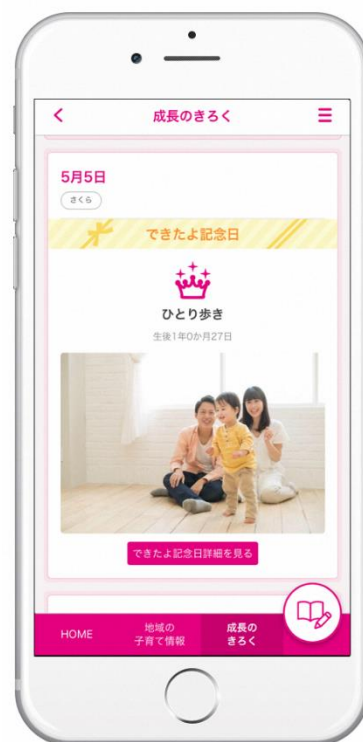 成長のきろく
5月5日
さくら
できたよ記念日
ひとり歩き
生後1年0か月27日
できたよ記念日詳細を見る
HOME
地域の
子育て情報
成長の
きろく